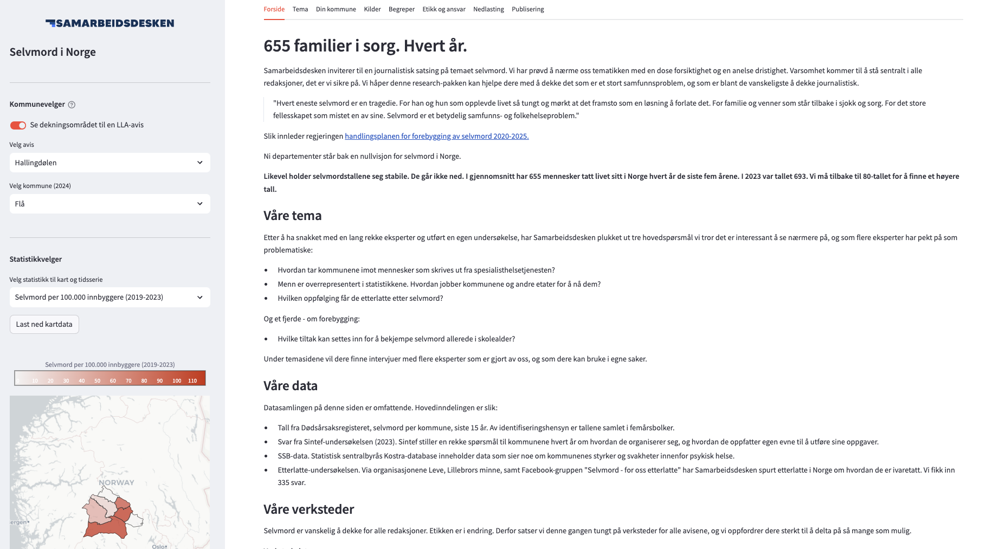 SAMARBEIDSDESKEN
Selvmord i Norge
Kommunevelger ?
Se dekningsområdet til en LLA-avis
Velg avis
Hallingdølen
Velg kommune (2024)
Flå
Statistikkvelger
Velg statistikk til kart og tidsserie
Selvmord per 100.000 innbyggere (2019-2023)
Last ned kartdata
Selvmord per 100.000 innbyggere (2019-2023)
0 10 20 30 40 50 60 70 80 90 100 110
NORWAY
ergen
Oslo
Forside Tema Din kommune Kilder Begreper Etikk og ansvar Nedlasting Publisering
655 familier i sorg. Hvert år.
Samarbeidsdesken inviterer til en journalistisk satsing på temaet selvmord. Vi har prøvd å nærme oss tematikken med en dose forsiktighet og en anelse dristighet. Varsomhet kommer til å stå sentralt i alle
redaksjoner, det er vi sikre på. Vi håper denne research-pakken kan hjelpe dere med å dekke det som er et stort samfunnsproblem, og som er blant de vanskeligste å dekke journalistisk.
"Hvert eneste selvmord er en tragedie. For han og hun som opplevde livet så tungt og mørkt at det framsto som en løsning å forlate det. For familie og venner som står tilbake i sjokk og sorg. For det store
fellesskapet som mistet en av sine. Selvmord er et betydelig samfunns- og folkehelseproblem."
Slik innleder regjeringen handlingsplanen for forebygging av selvmord 2020-2025.
Ni departementer står bak en nullvisjon for selvmord i Norge.
Likevel holder selvmordstallene seg stabile. De går ikke ned. I gjennomsnitt har 655 mennesker tatt livet sitt i Norge hvert år de siste fem årene. I 2023 var tallet 693. Vi må tilbake til 80-tallet for å finne et høyere
tall.
Våre tema
Etter å ha snakket med en lang rekke eksperter og utført en egen undersøkelse, har Samarbeidsdesken plukket ut tre hovedspørsmål vi tror det er interessant å se nærmere på, og som flere eksperter har pekt på som
problematiske:
• Hvordan tar kommunene imot mennesker som skrives ut fra spesialisthelsetjenesten?
• Menn er overrepresentert i statistikkene. Hvordan jobber kommunene og andre etater for å nå dem?
• Hvilken oppfølging får de etterlatte etter selvmord?
Og et fjerde - om forebygging:
• Hvilke tiltak kan settes inn for å bekjempe selvmord allerede i skolealder?
Under temasidene vil dere finne intervjuer med flere eksperter som er gjort av oss, og som dere kan bruke i egne saker.
Våre data
Datasamlingen på denne siden er omfattende. Hovedinndelingen er slik:
• Tall fra Dødsårsaksregisteret, selvmord per kommune, siste 15 år. Av identifiseringshensyn er tallene samlet i femårsbolker.
• Svar fra Sintef-undersøkelsen (2023). Sintef stiller en rekke spørsmål til kommunene hvert år om hvordan de organiserer seg, og hvordan de oppfatter egen evne til å utføre sine oppgaver.
• SSB-data. Statistisk sentralbyrås Kostra-database inneholder data som sier noe om kommunenes styrker og svakheter innenfor psykisk helse.
• Etterlatte-undersøkelsen. Via organisasjonene Leve, Lillebrors minne, samt Facebook-gruppen "Selvmord - for oss etterlatte" har Samarbeidsdesken spurt etterlatte i Norge om hvordan de er ivaretatt. Vi fikk inn
335 svar.
Våre verksteder
Selvmord er vanskelig å dekke for alle redaksjoner. Etikken er i endring. Derfor satser vi denne gangen tungt på verksteder for alle avisene, og vi oppfordrer dere sterkt til å delta på så mange som mulig.